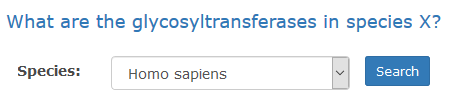 What are the glycosyltransferases in species X?
Species: Homo sapiens Search